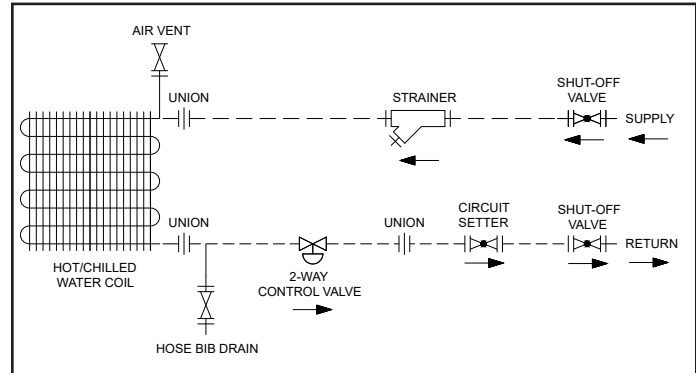 AIR VENT
UNION
STRAINER
SHUT-OFF
VALVE
SUPPLY
UNION
UNION
CIRCUIT
SETTER
SHUT-OFF
VALVE
RETURN
HOT/CHILLED
WATER COIL
2-WAY
CONTROL VALVE
HOSE BIB DRAIN